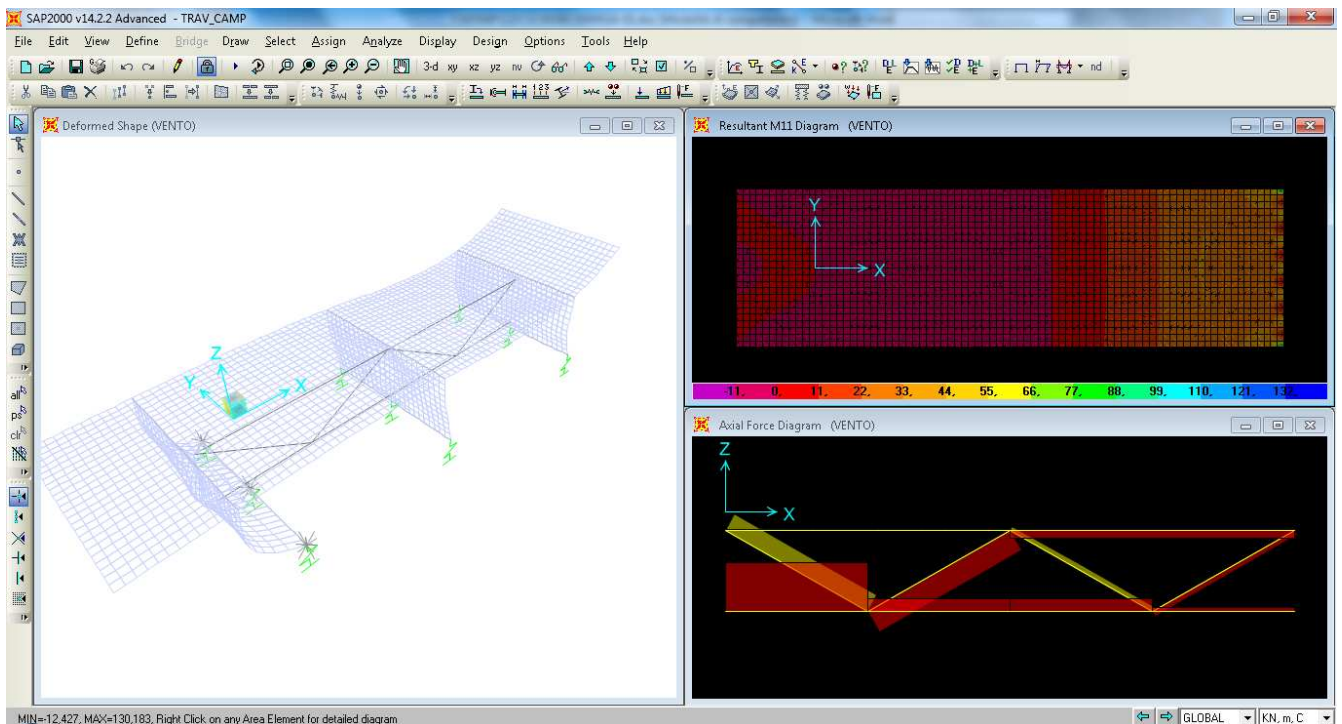 SAP2000 v14.2.2 Advanced - TRAV_CAMP
File Edit View Define Bridge Draw Select Assign Analyze Display Design Options Tools Help
3-d xy xz yz nv
nd
Deformed Shape (VENTO)
Resultant M11 Diagram (VENTO)
all
ps
clr
Z
Y
X
Y
X
-11, 0, 11, 22, 33, 44, 55, 66, 77, 88, 99, 110, 121, 132,
Axial Force Diagram (VENTO)
Z
X
MIN=-12,427, MAX=130,183, Right Click on any Area Element for detailed diagram
GLOBAL KN, m, C